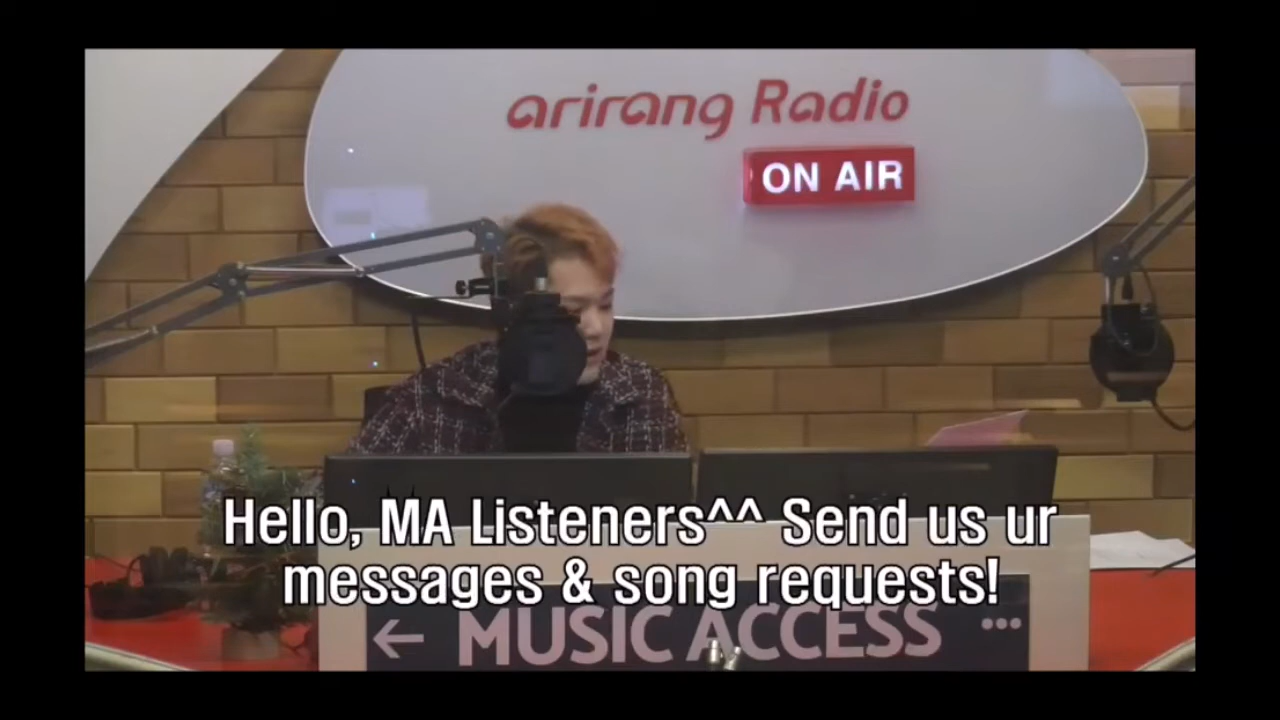 arirang Radio
ON AIR
Hello, MA Listeners^^ Send us ur
messages & song requests!
← MUSIC ACCESS ...